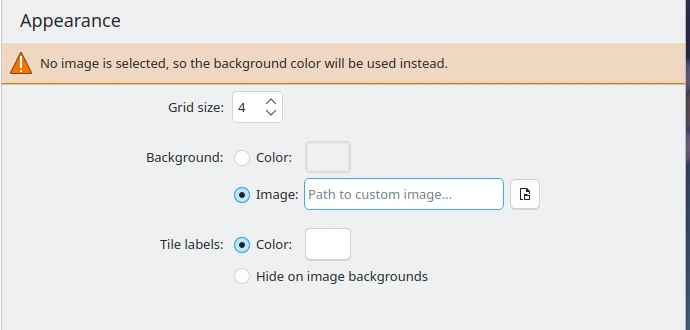 Appearance
No image is selected, so the background color will be used instead.
Grid size: 4
Background: Color:
Image: Path to custom image...
Tile labels: Color:
Hide on image backgrounds